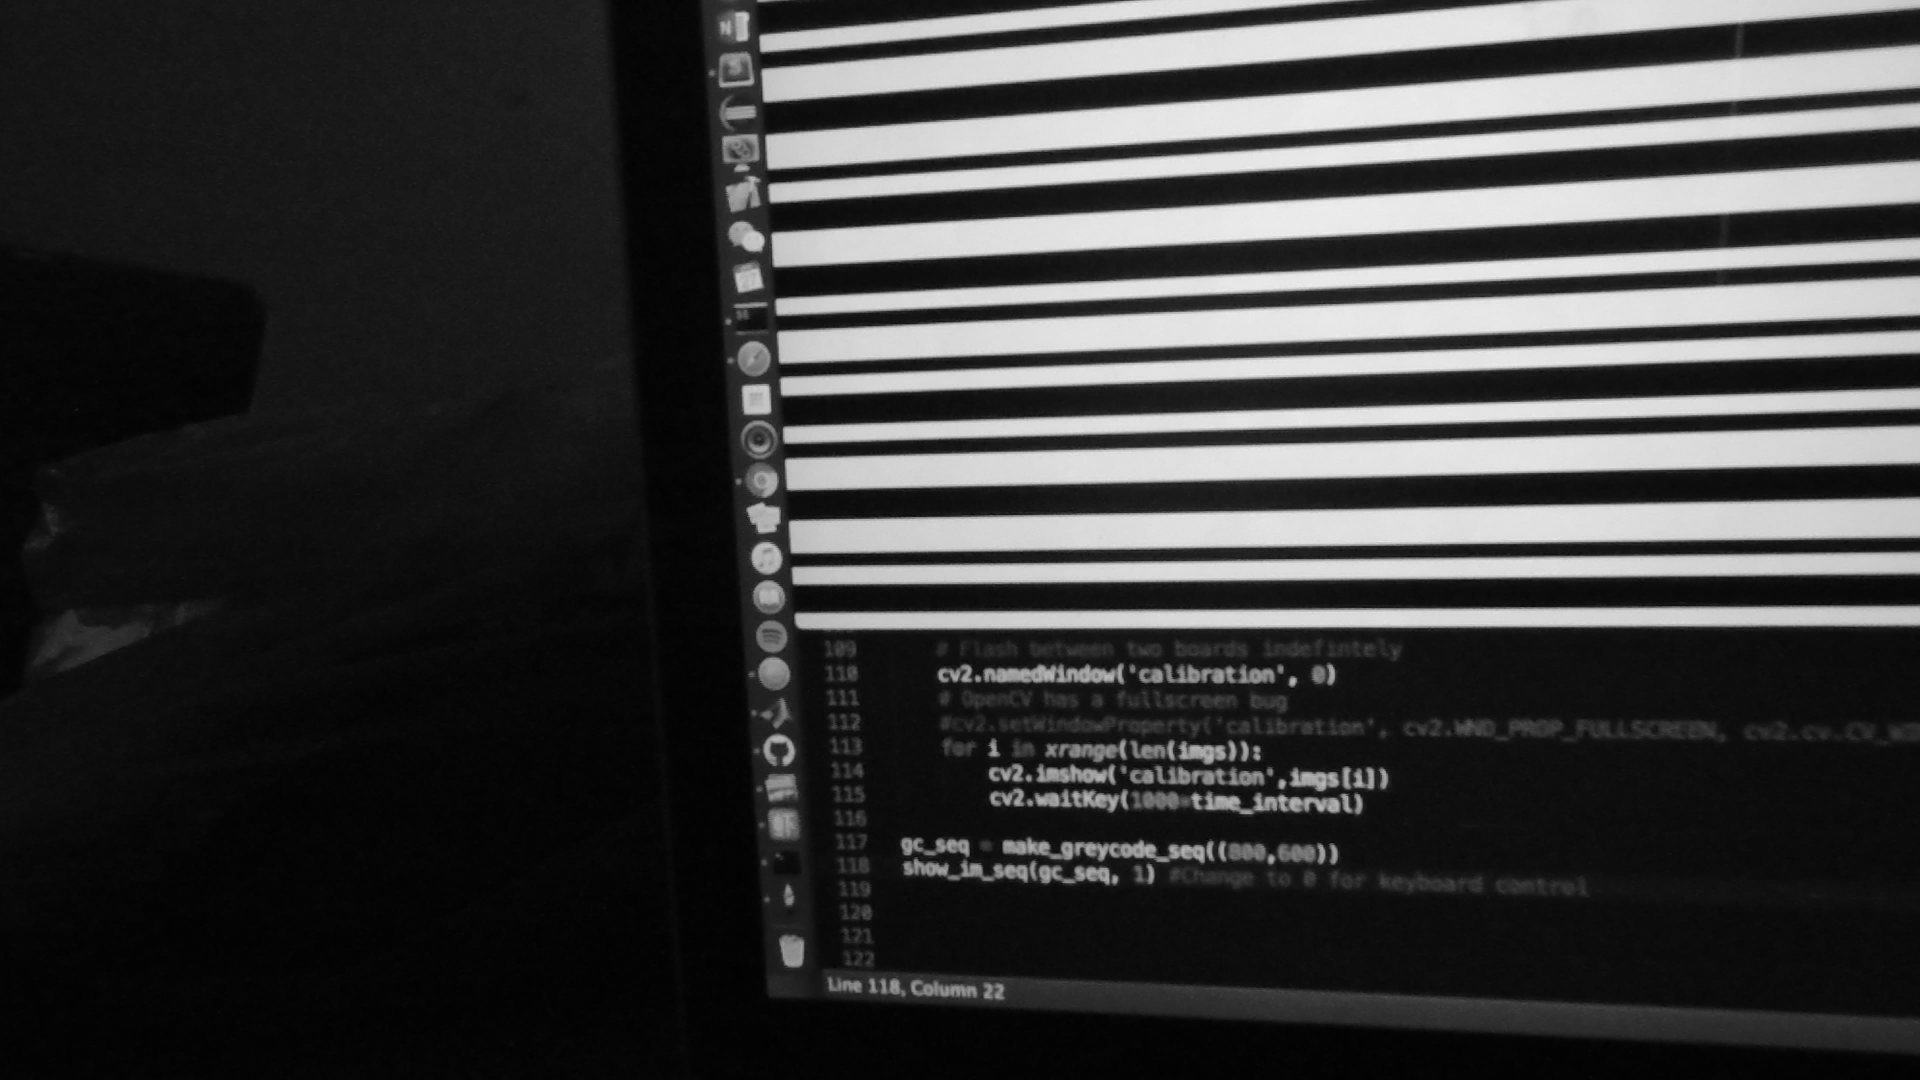 109 # Flash between two boards indefintely
110 cv2.namedWindow('calibration', 0)
111 # OpenCV has a fullscreen bug
112 #cv2.setWindowProperty('calibration', cv2.WND_PROP_FULLSCREEN, cv2.cv.CV_WI
113 for i in xrange(len(imgs)):
114 cv2.imshow('calibration',imgs[i])
115 cv2.waitKey(1000*time_interval)
116
117 gc_seq = make_greycode_seq((800,600))
118 show_im_seq(gc_seq, 1) #Change to 0 for keyboard control
119
120
121
122
Line 118, Column 22